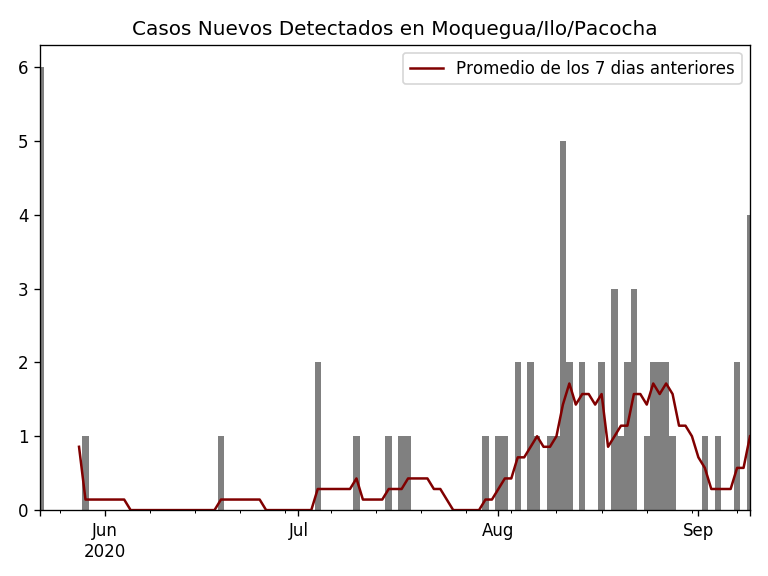 Casos Nuevos Detectados en Moquegua/Ilo/Pacocha
Promedio de los 7 dias anteriores
6
5
4
3
2
1
0
Jun Jul Aug Sep
2020